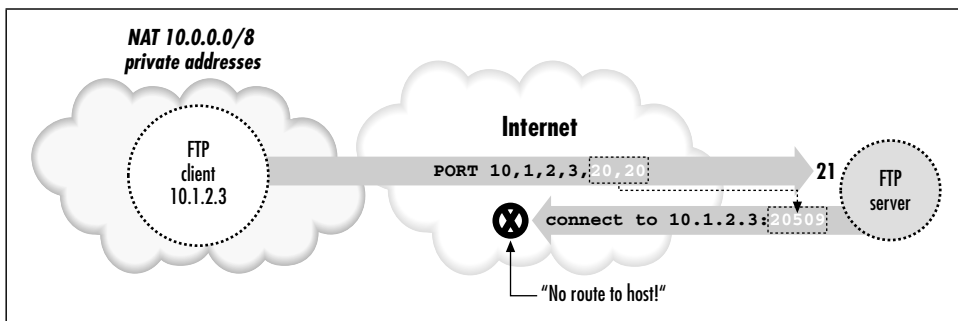 NAT 10.0.0.0/8
private addresses
FTP
client
10.1.2.3
Internet
PORT 10,1,2,3,20,20
21
FTP
server
connect to 10.1.2.3:20509
X
“No route to host!“